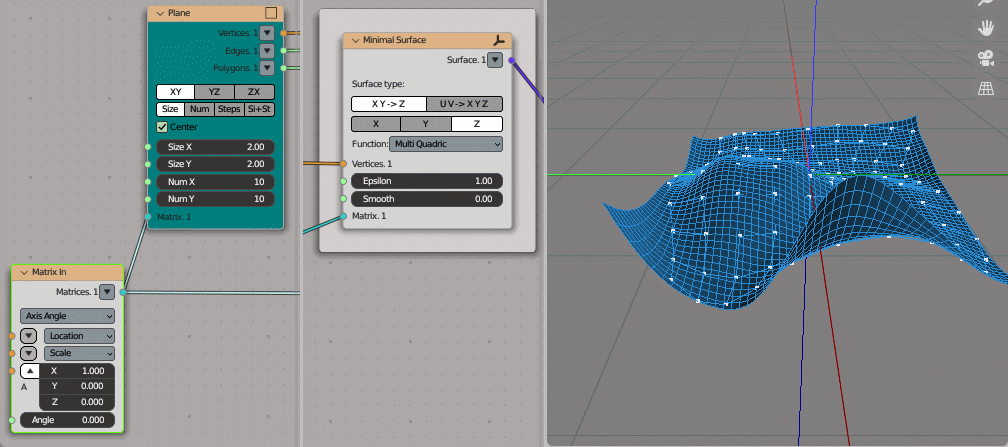 Plane
Vertices. 1
Edges. 1
Polygons. 1
XY YZ ZX
Size Num Steps Si+St
Center
Size X 2.00
Size Y 2.00
Num X 10
Num Y 10
Matrix. 1
Matrix In
Matrices. 1
Axis Angle
Location
Scale
X 1.000
A Y 0.000
Z 0.000
Angle 0.000
Minimal Surface
Surface. 1
Surface type:
X Y -> Z U V -> X Y Z
X Y Z
Function: Multi Quadric
Vertices. 1
Epsilon 1.00
Smooth 0.00
Matrix. 1